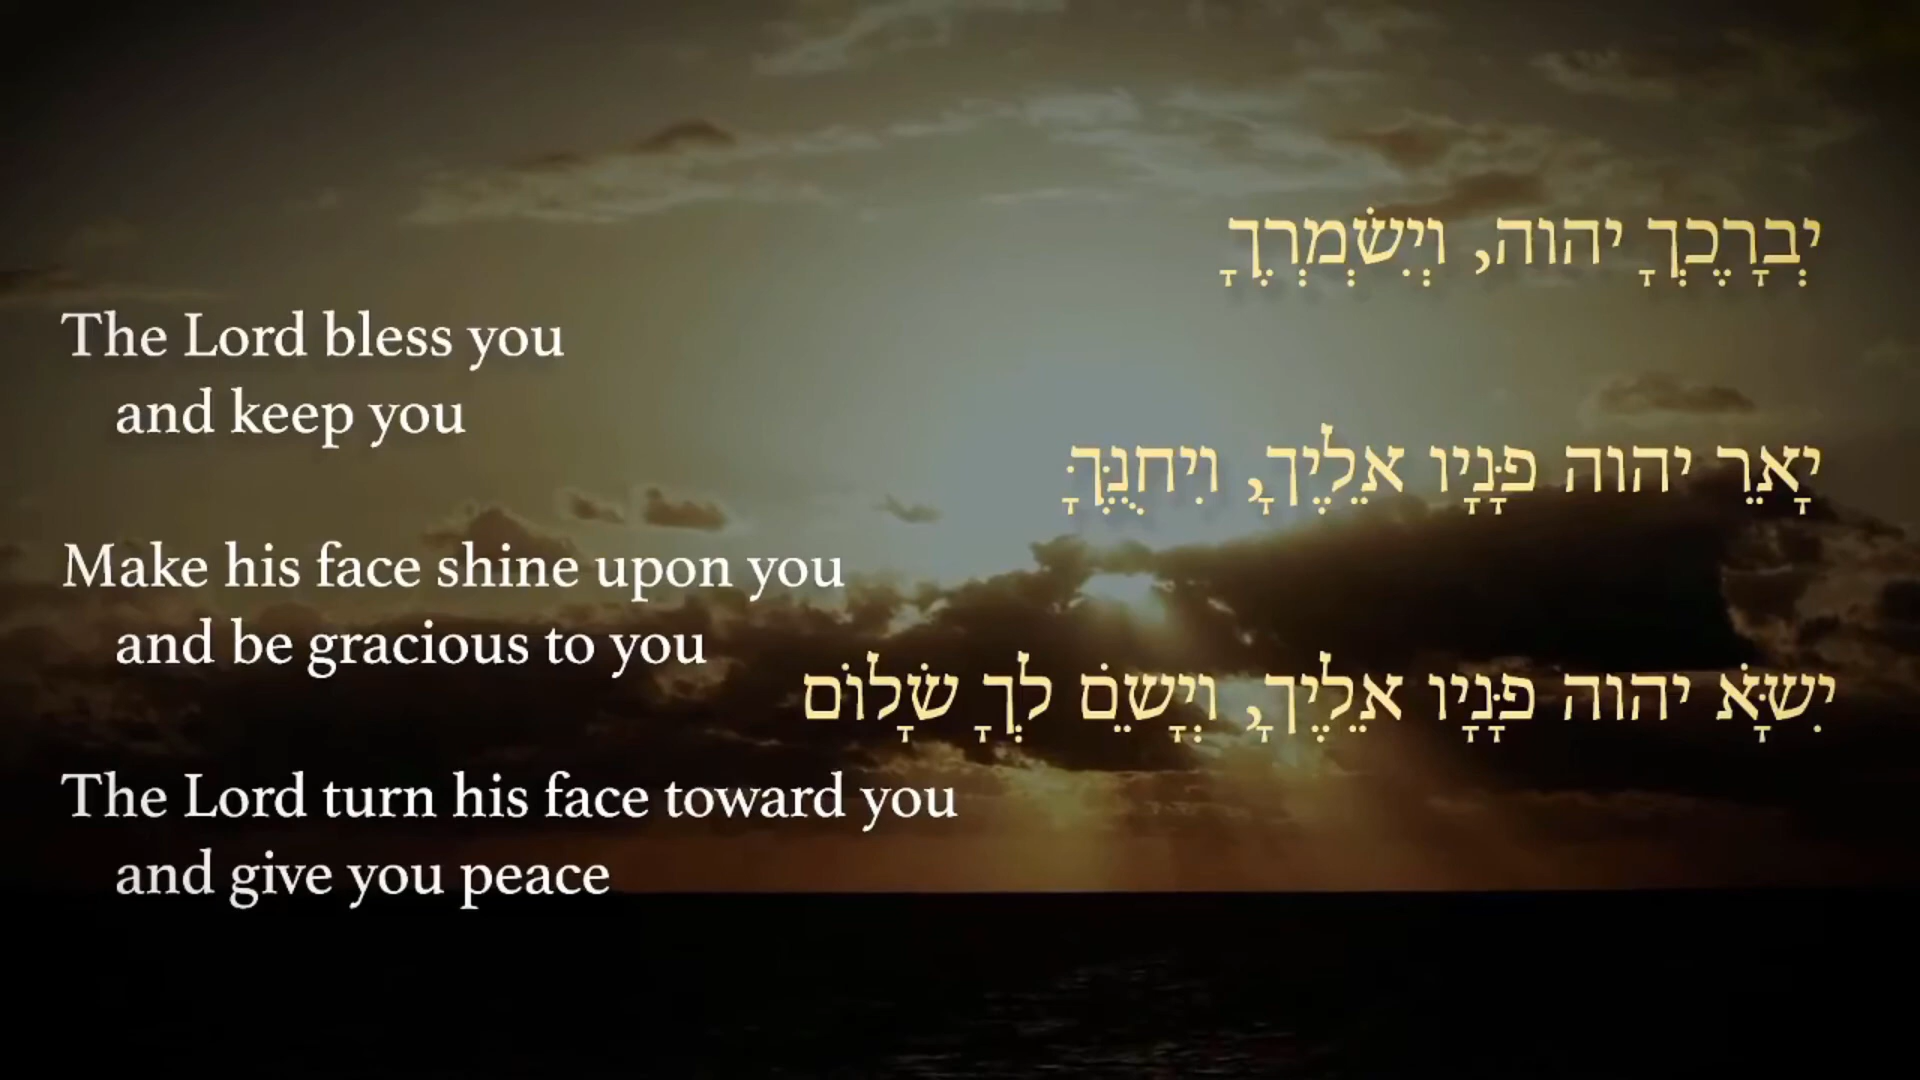 The Lord bless you
and keep you
Make his face shine upon you
and be gracious to you
The Lord turn his face toward you
and give you peace
יְבָרֶכְךָ יהוה, וְיִשְׁמְרֶךָ
יָאֵר יהוה פָּנָיו אֵלֶיךָ, וִיחֻנֶּךָּ
יִשָּׂא יהוה פָּנָיו אֵלֶיךָ, וְיָשֵׂם לְךָ שָׁלוֹם